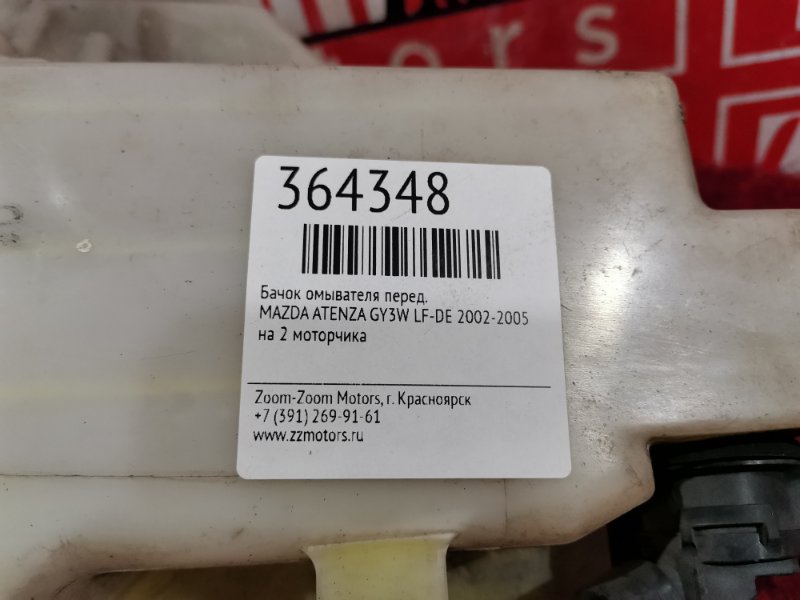 ors
364348
Бачок омывателя перед.
MAZDA ATENZA GY3W LF-DE 2002-2005
на 2 моторчика
Zoom-Zoom Motors, г. Красноярск
+7 (391) 269-91-61
www.zzmotors.ru